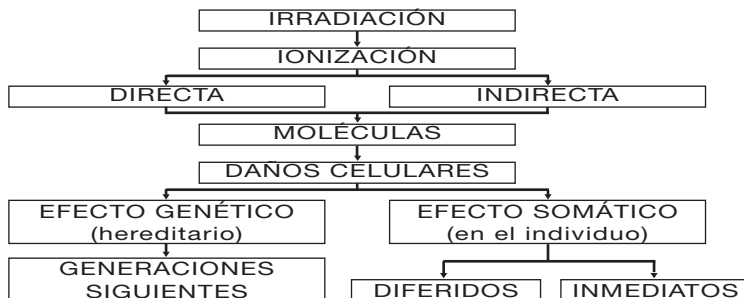 IRRADIACIÓN
IONIZACIÓN
DIRECTA
INDIRECTA
MOLÉCULAS
DAÑOS CELULARES
EFECTO GENÉTICO
(hereditario)
EFECTO SOMÁTICO
(en el individuo)
GENERACIONES
SIGUIENTES
DIFERIDOS
INMEDIATOS